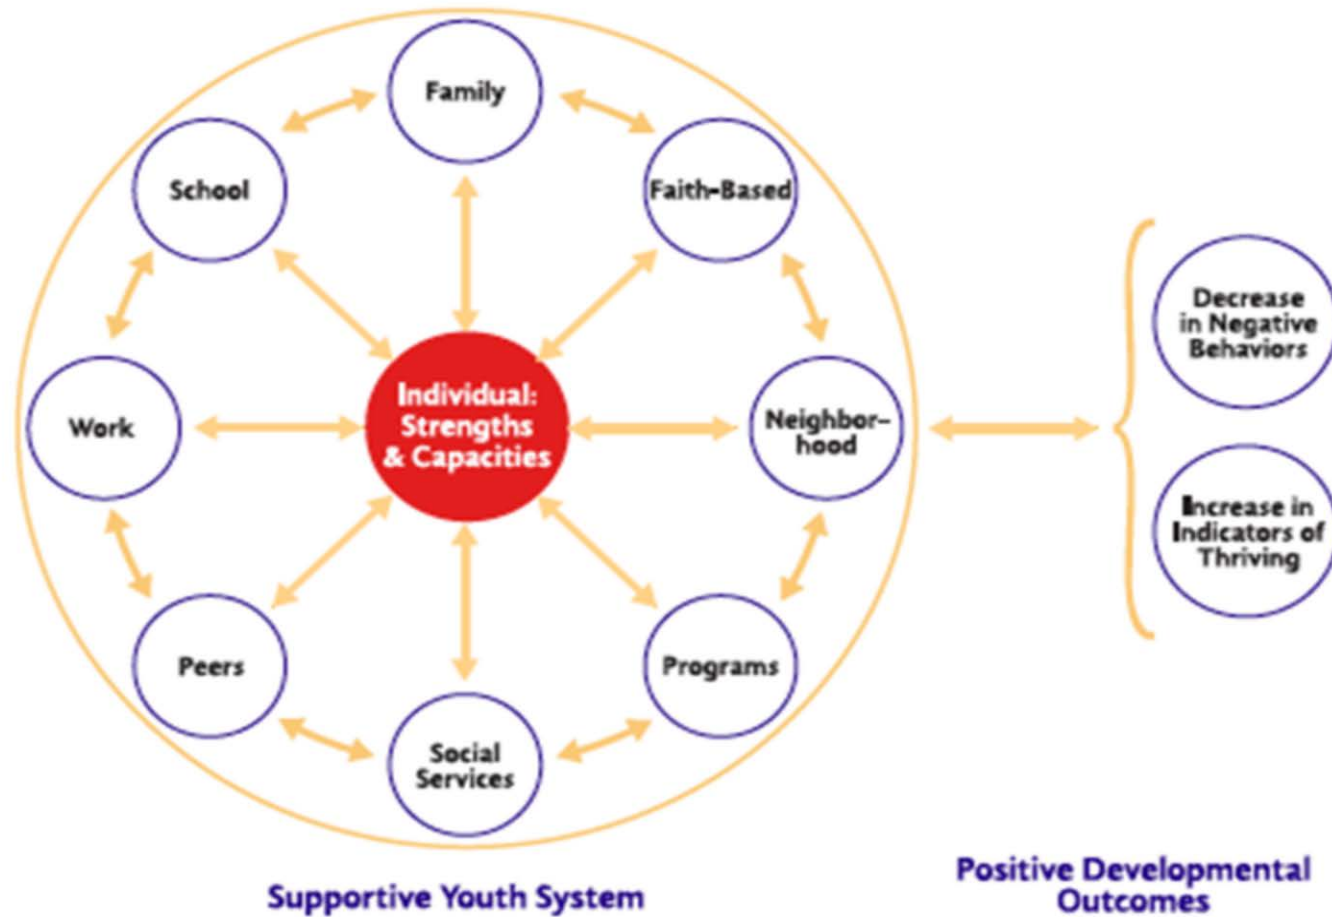 Family
School
Faith-Based
Decrease
in Negative
Behaviors
Individual:
Strengths
& Capacities
Work
Neighbor-
hood
Increase in
Indicators of
Thriving
Peers
Programs
Social
Services
Supportive Youth System
Positive Developmental
Outcomes